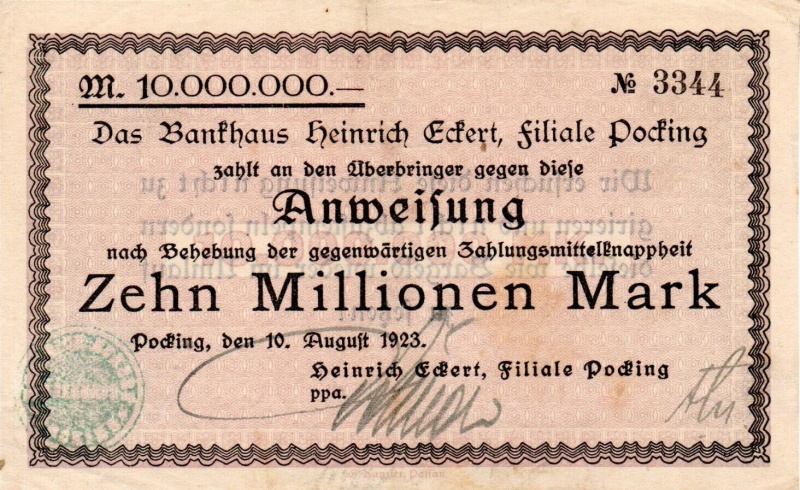 M. 10.000.000.—
№ 3344
Das Bankhaus Heinrich Eckert, Filiale Pocking
zahlt an den Überbringer gegen diese
Anweisung
nach Behebung der gegenwärtigen Zahlungsmittelknappheit
Zehn Millionen Mark
Pocking, den 10. August 1923.
Heinrich Eckert, Filiale Pocking
ppa.